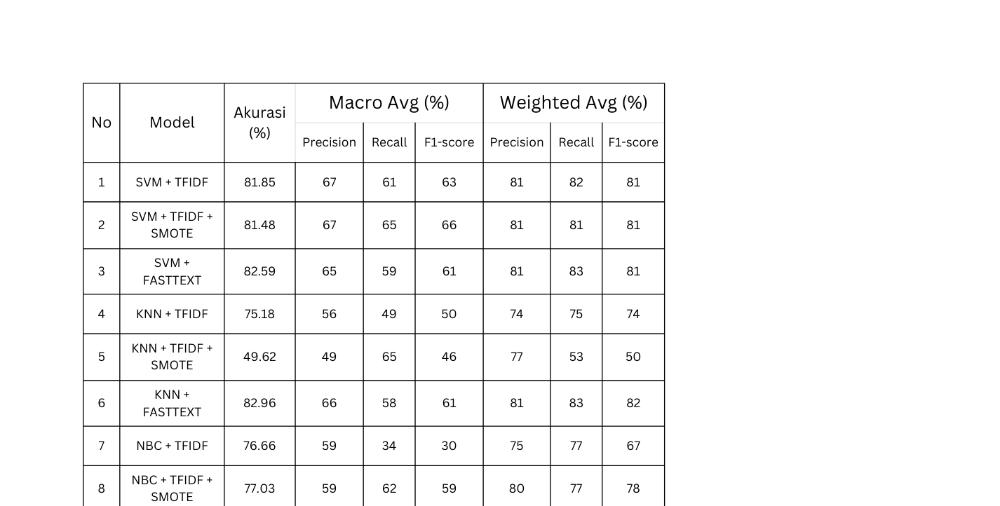 No Model Akurasi (%) Macro Avg (%) Weighted Avg (%)
Precision Recall F1-score Precision Recall F1-score
1 SVM + TFIDF 81.85 67 61 63 81 82 81
2 SVM + TFIDF + SMOTE 81.48 67 65 66 81 81 81
3 SVM + FASTTEXT 82.59 65 59 61 81 83 81
4 KNN + TFIDF 75.18 56 49 50 74 75 74
5 KNN + TFIDF + SMOTE 49.62 49 65 46 77 53 50
6 KNN + FASTTEXT 82.96 66 58 61 81 83 82
7 NBC + TFIDF 76.66 59 34 30 75 77 67
8 NBC + TFIDF + SMOTE 77.03 59 62 59 80 77 78